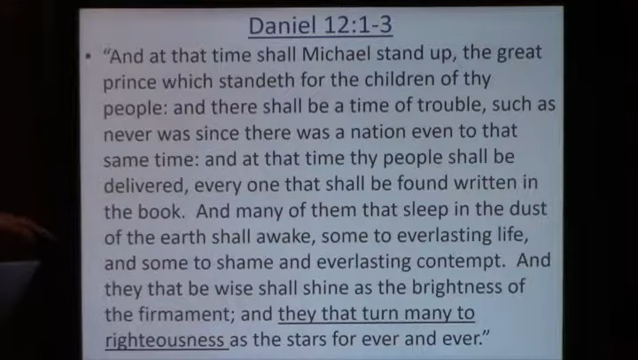 Daniel 12:1-3
• “And at that time shall Michael stand up, the great
prince which standeth for the children of thy
people: and there shall be a time of trouble, such as
never was since there was a nation even to that
same time: and at that time thy people shall be
delivered, every one that shall be found written in
the book.  And many of them that sleep in the dust
of the earth shall awake, some to everlasting life,
and some to shame and everlasting contempt.  And
they that be wise shall shine as the brightness of
the firmament; and they that turn many to
righteousness as the stars for ever and ever.”